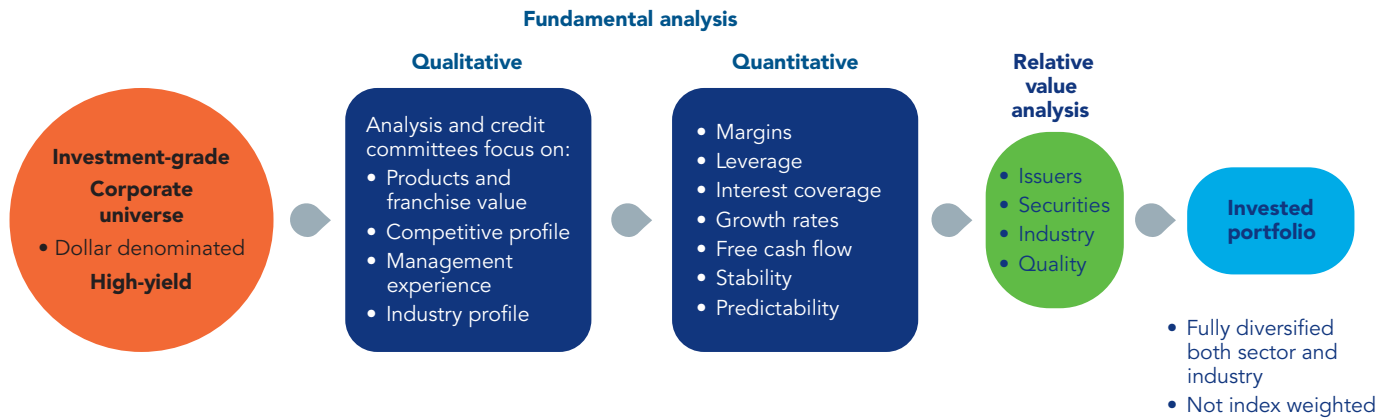 Fundamental analysis
Qualitative
Quantitative
Relative
value
analysis
Investment-grade
Corporate
universe
• Dollar denominated
High-yield
Analysis and credit
committees focus on:
• Products and
franchise value
• Competitive profile
• Management
experience
• Industry profile
• Margins
• Leverage
• Interest coverage
• Growth rates
• Free cash flow
• Stability
• Predictability
• Issuers
• Securities
• Industry
• Quality
Invested
portfolio
• Fully diversified
both sector and
industry
• Not index weighted